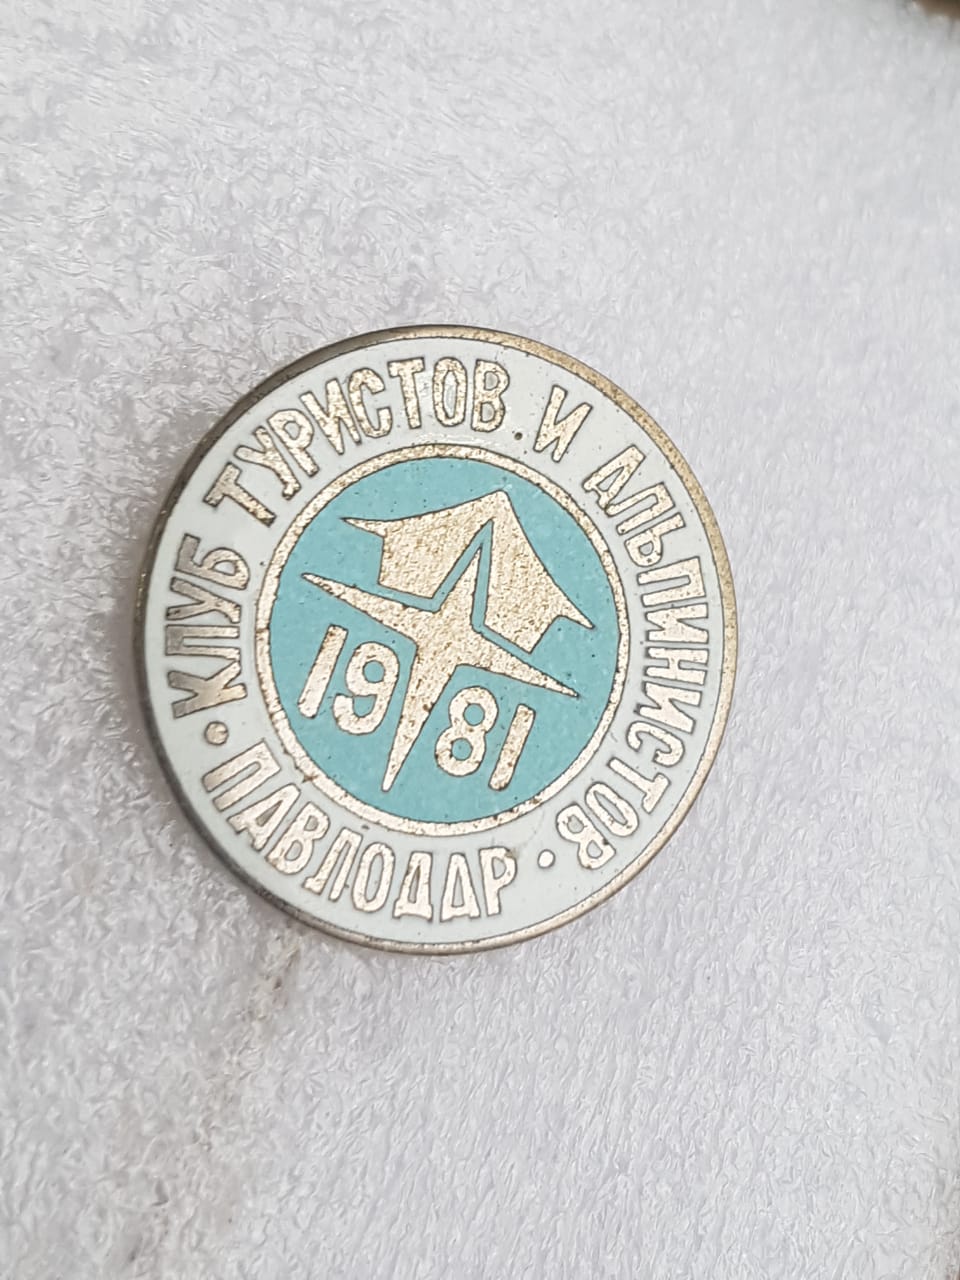 КЛУБ ТУРИСТОВ И АЛЬПИНИСТОВ
• ПАВЛОДАР •
1981